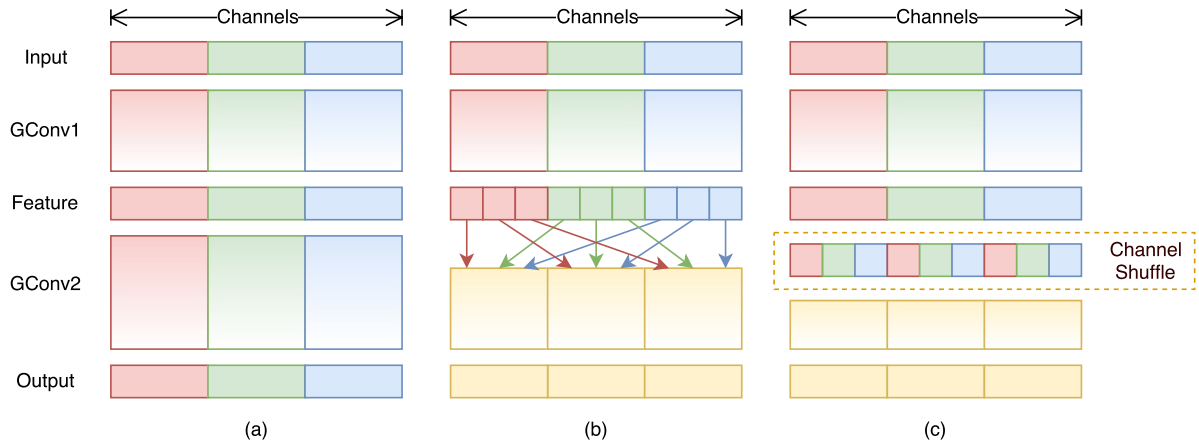 Channels Channels Channels
Input
GConv1
Feature
GConv2
Channel
Shuffle
Output
(a) (b) (c)